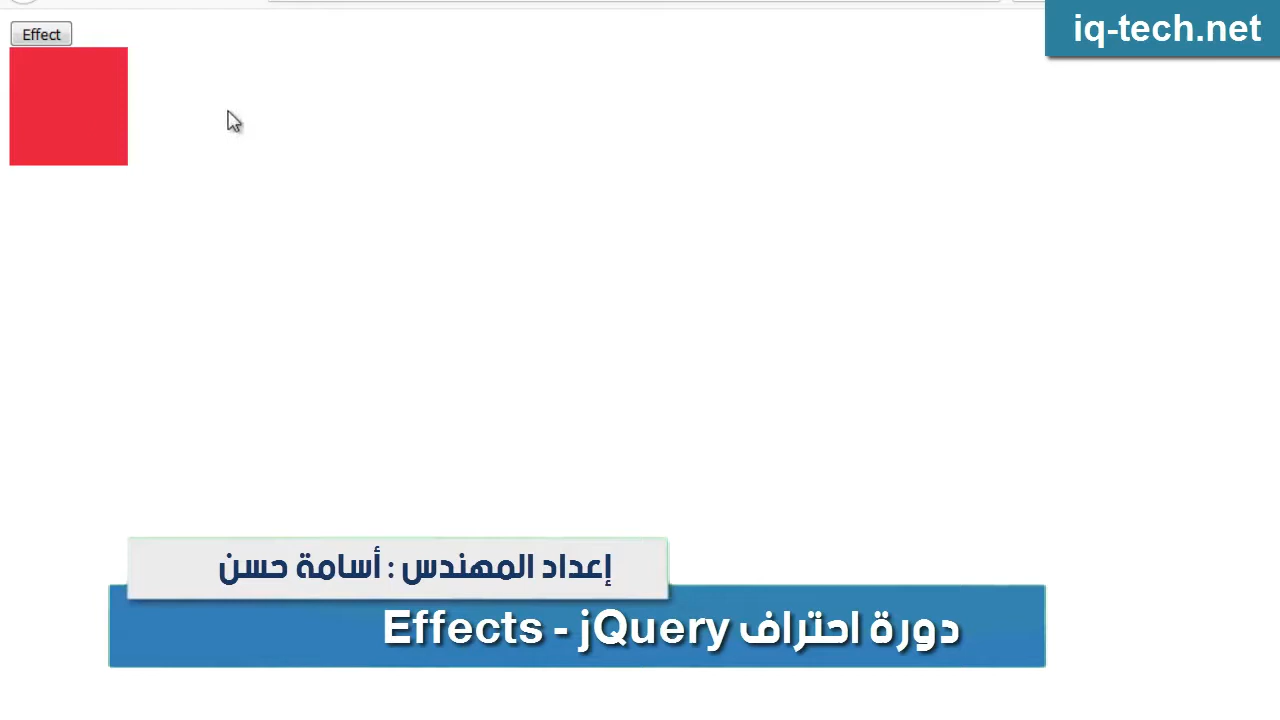 iq-tech.net
Effect
إعداد المهندس : أسامة حسن
دورة احتراف Effects - jQuery